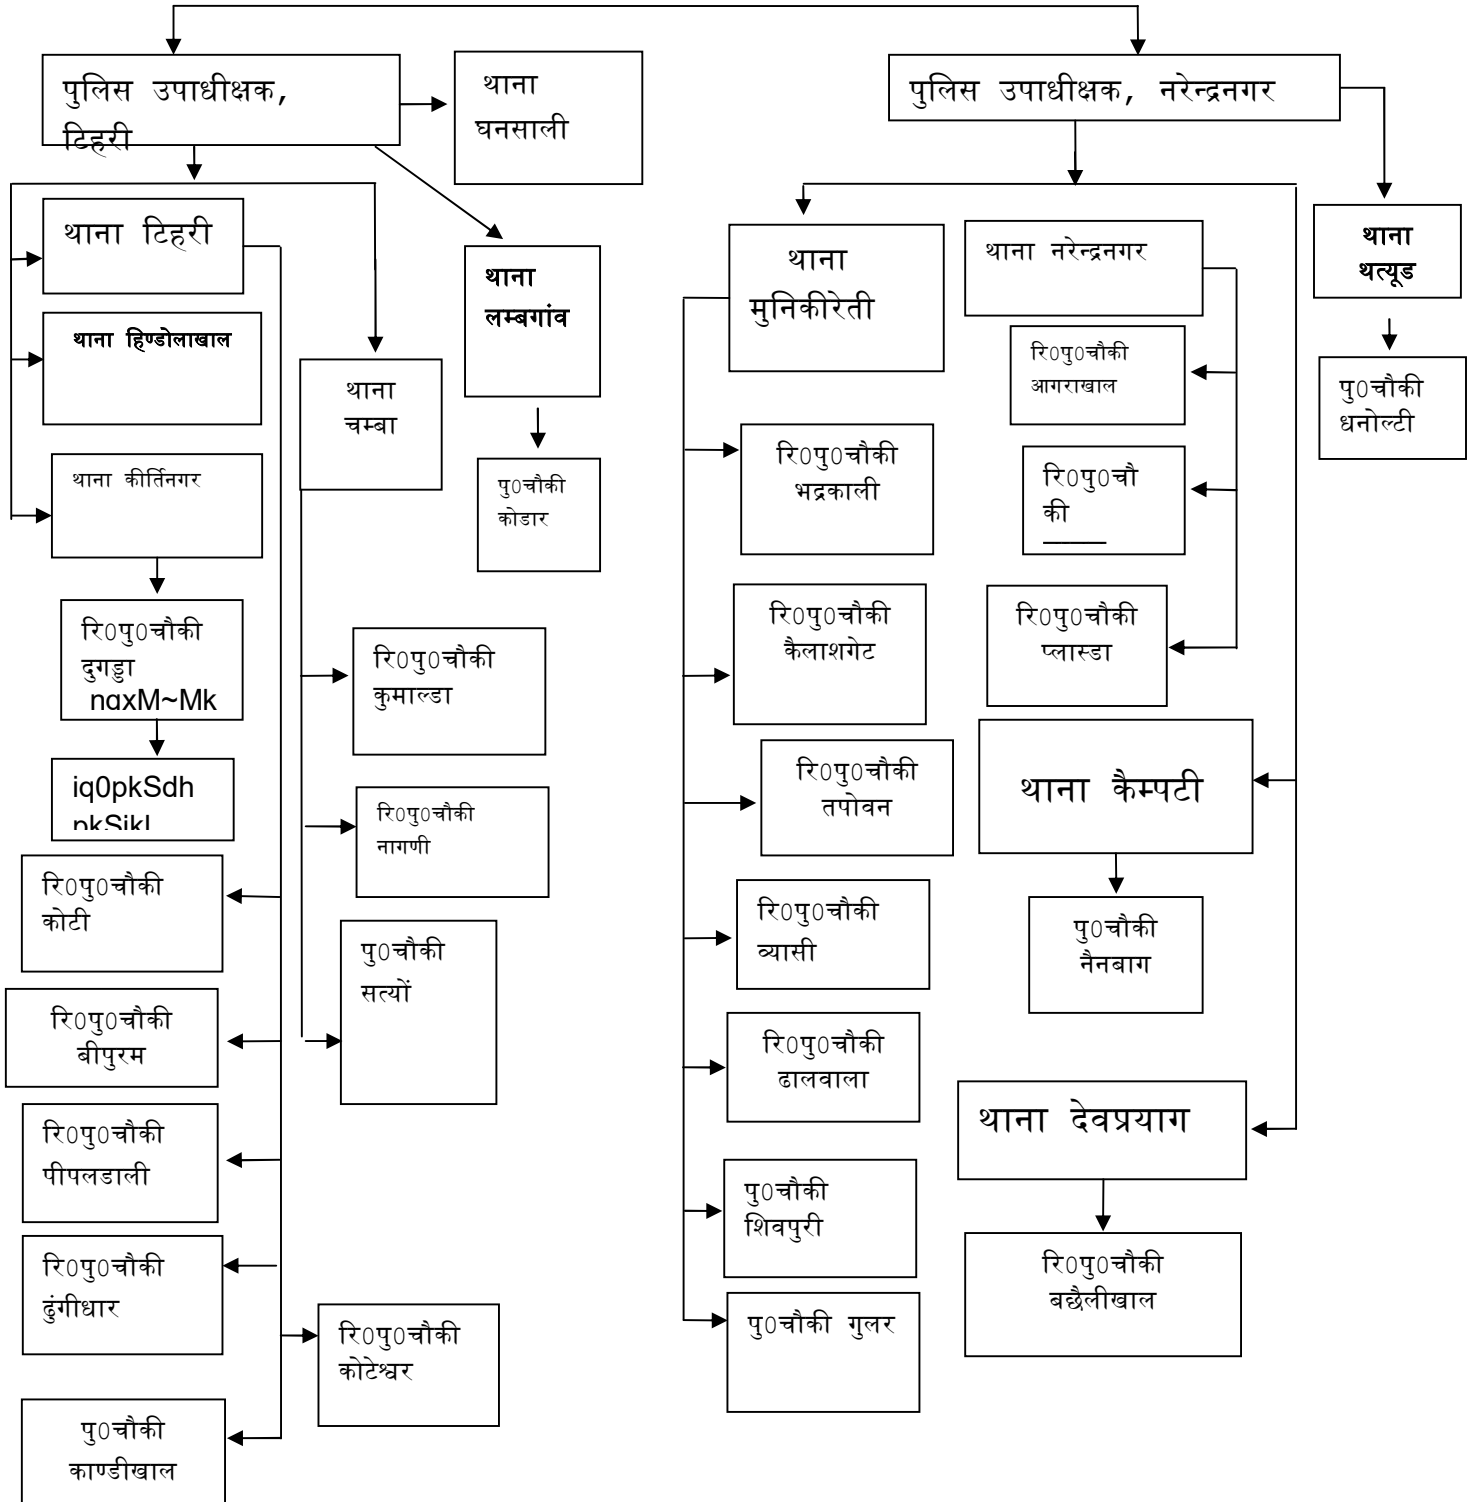 पुलिस उपाधीक्षक,
टिहरी
थाना
घनसाली
पुलिस उपाधीक्षक, नरेन्द्रनगर
थाना टिहरी
थाना हिण्डोलाखाल
थाना कीर्तिनगर
रि0पु0चौकी
दुगड्डा
nqxM~Mk
iq0pkSdh
pkSikl
थाना
चम्बा
थाना
लम्बगांव
पु0चौकी
कोडार
रि0पु0चौकी
कुमाल्डा
रि0पु0चौकी
नागणी
पु0चौकी
सत्यों
रि0पु0चौकी
कोटी
रि0पु0चौकी
बीपुरम
रि0पु0चौकी
पीपलडाली
रि0पु0चौकी
ढुंगीधार
रि0पु0चौकी
कोटेश्वर
पु0चौकी
काण्डीखाल
थाना
मुनिकीरेती
रि0पु0चौकी
भद्रकाली
रि0पु0चौकी
कैलाशगेट
रि0पु0चौकी
तपोवन
रि0पु0चौकी
व्यासी
रि0पु0चौकी
ढालवाला
पु0चौकी
शिवपुरी
पु0चौकी गुलर
थाना नरेन्द्रनगर
रि0पु0चौकी
आगराखाल
रि0पु0चौ
की
रि0पु0चौकी
प्लास्डा
थाना कैम्पटी
पु0चौकी
नैनबाग
थाना देवप्रयाग
रि0पु0चौकी
बछैलीखाल
थाना
थत्यूड
पु0चौकी
धनोल्टी